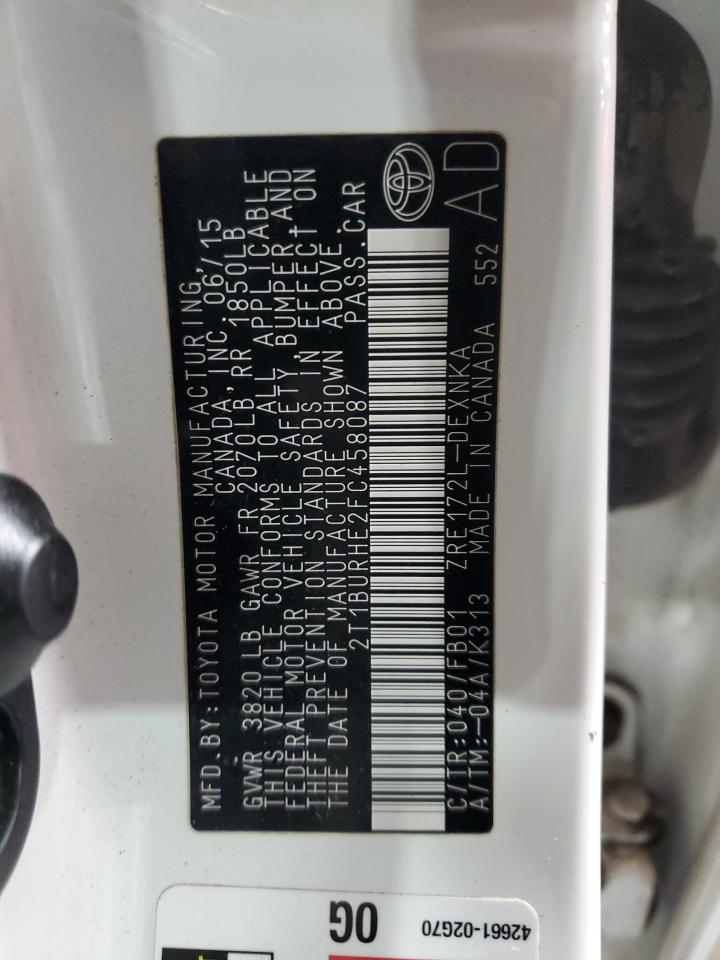 MFD.BY:TOYOTA MOTOR MANUFACTURING,
CANADA, INC. 06/15
GVWR 3820LB GAWR FR 2070LB, RR 1850LB
THIS VEHICLE CONFORMS TO ALL APPLICABLE
FEDERAL MOTOR VEHICLE SAFETY, BUMPER, AND
THEFT PREVENTION STANDARDS IN EFFECT ON
THE DATE OF MANUFACTURE SHOWN ABOVE.
2T1BURHE2FC458087 PASS.CAR
C/TR:040/FB01 ZRE172L-DEXNKA
A/TM:-04A/K313 MADE IN CANADA 552
AD
0G
42661-02G70